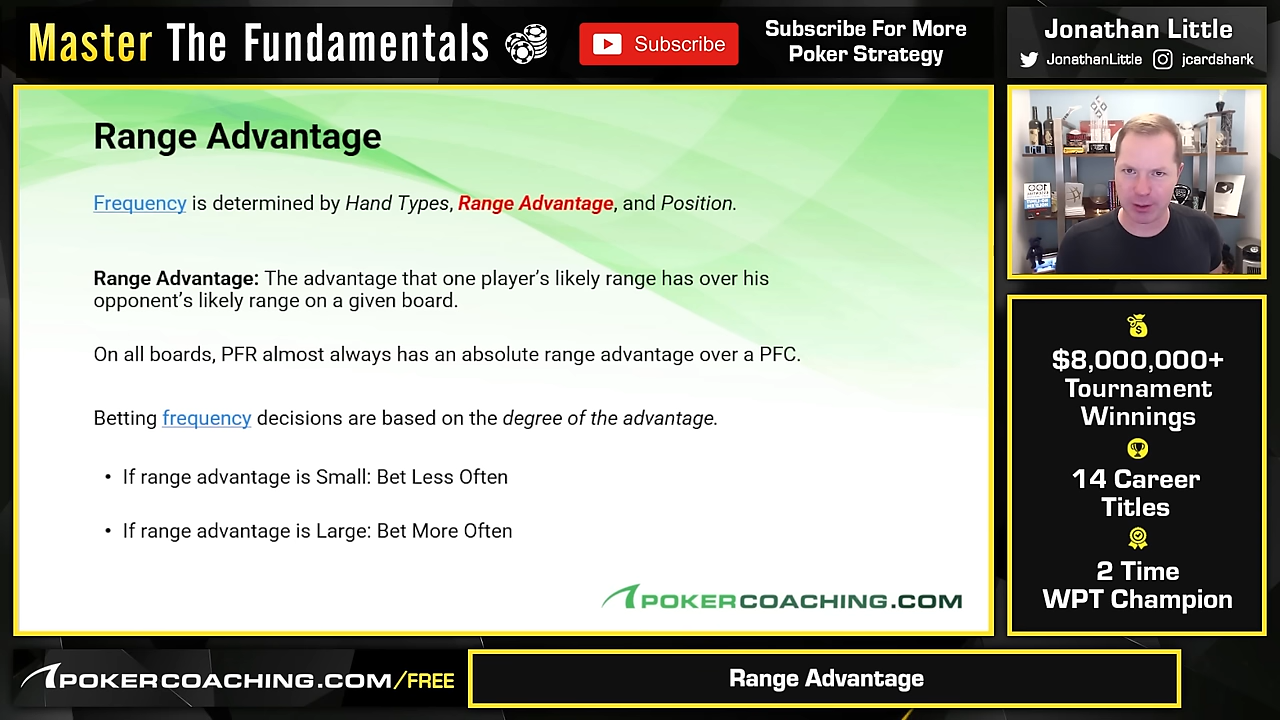 Master The Fundamentals
Subscribe
Subscribe For More
Poker Strategy
Jonathan Little
JonathanLittle
jcardshark
Range Advantage
Frequency is determined by Hand Types, Range Advantage, and Position.
Range Advantage: The advantage that one player’s likely range has over his
opponent’s likely range on a given board.
On all boards, PFR almost always has an absolute range advantage over a PFC.
Betting frequency decisions are based on the degree of the advantage.
• If range advantage is Small: Bet Less Often
• If range advantage is Large: Bet More Often
POKERCOACHING.COM
$8,000,000+
Tournament
Winnings
14 Career
Titles
2 Time
WPT Champion
POKERCOACHING.COM/FREE
Range Advantage